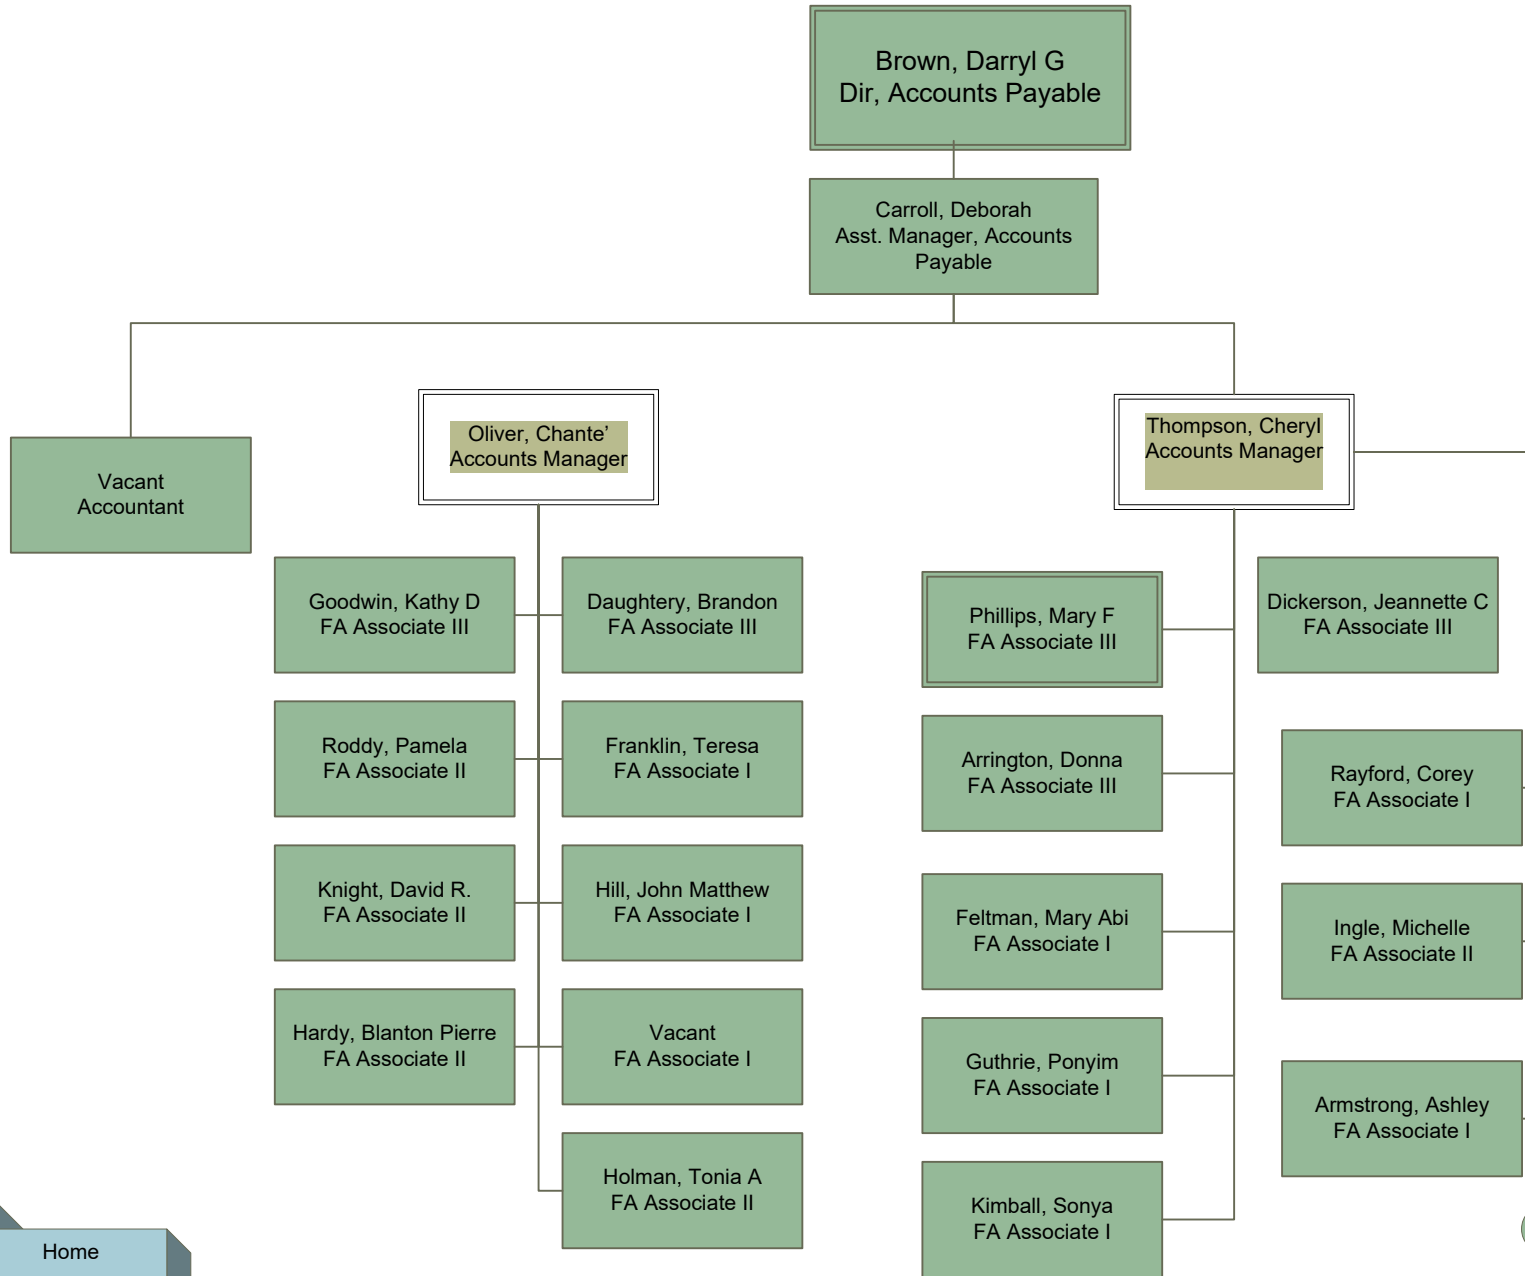 Brown, Darryl G
Dir, Accounts Payable
Carroll, Deborah
Asst. Manager, Accounts
Payable
Vacant
Accountant
Oliver, Chante’
Accounts Manager
Thompson, Cheryl
Accounts Manager
Goodwin, Kathy D
FA Associate III
Daughtery, Brandon
FA Associate III
Roddy, Pamela
FA Associate II
Franklin, Teresa
FA Associate I
Knight, David R.
FA Associate II
Hill, John Matthew
FA Associate I
Hardy, Blanton Pierre
FA Associate II
Vacant
FA Associate I
Holman, Tonia A
FA Associate II
Phillips, Mary F
FA Associate III
Dickerson, Jeannette C
FA Associate III
Arrington, Donna
FA Associate III
Rayford, Corey
FA Associate I
Feltman, Mary Abi
FA Associate I
Ingle, Michelle
FA Associate II
Guthrie, Ponyim
FA Associate I
Armstrong, Ashley
FA Associate I
Kimball, Sonya
FA Associate I
Home